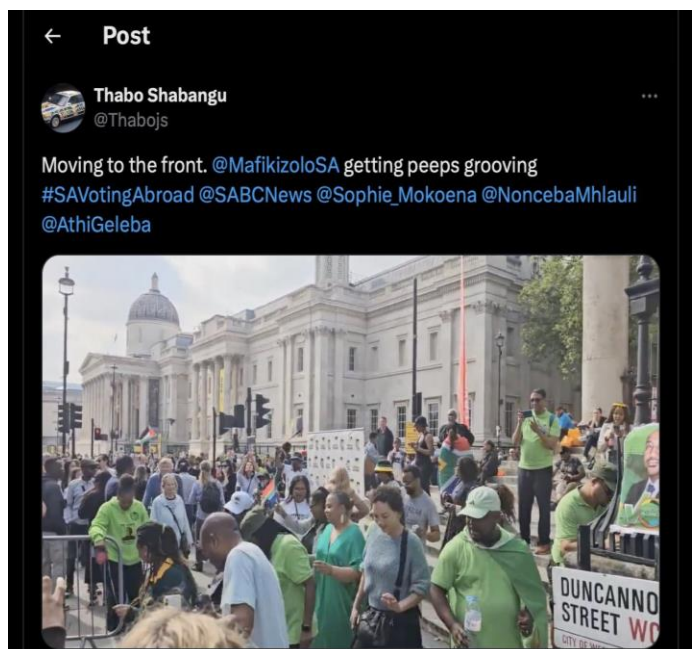 Post
Thabo Shabangu
@Thabojs
Moving to the front. @MafikizoloSA getting peeps grooving
#SAVotingAbroad @SABCNews @Sophie_Mokoena @NoncebaMhlauli
@AthiGeleba
DUNCANNO
STREET WC